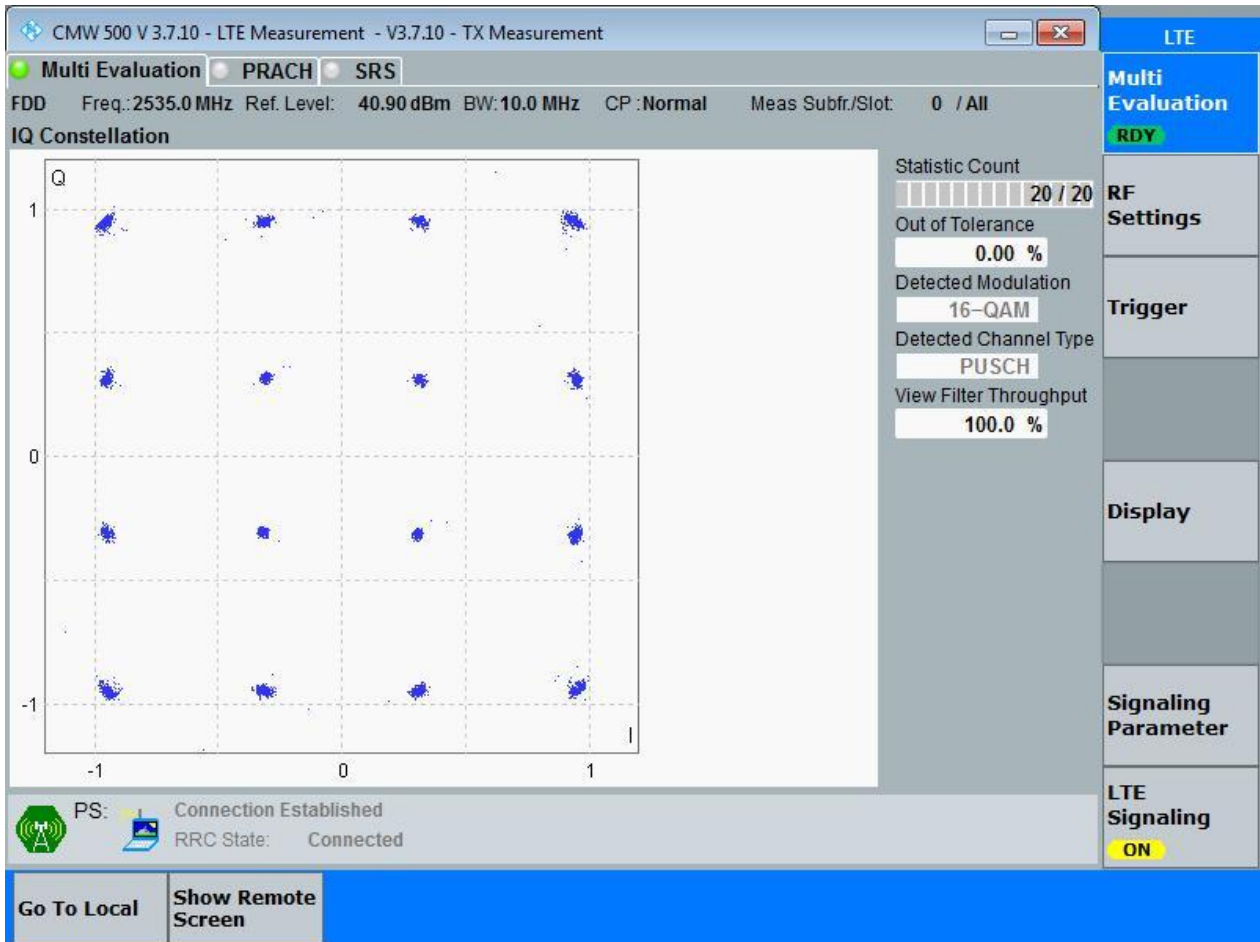 CMW 500 V 3.7.10 - LTE Measurement - V3.7.10 - TX Measurement
LTE
Multi Evaluation PRACH SRS
FDD Freq.: 2535.0 MHz Ref. Level: 40.90 dBm BW: 10.0 MHz CP : Normal Meas Subfr./Slot: 0 / All
IQ Constellation
Q
1
0
-1
I
-1 0 1
Statistic Count
20 / 20
Out of Tolerance
0.00 %
Detected Modulation
16-QAM
Detected Channel Type
PUSCH
View Filter Throughput
100.0 %
Multi
Evaluation
RDY
RF
Settings
Trigger
Display
Signaling
Parameter
LTE
Signaling
ON
PS: Connection Established
RRC State: Connected
Go To Local
Show Remote
Screen